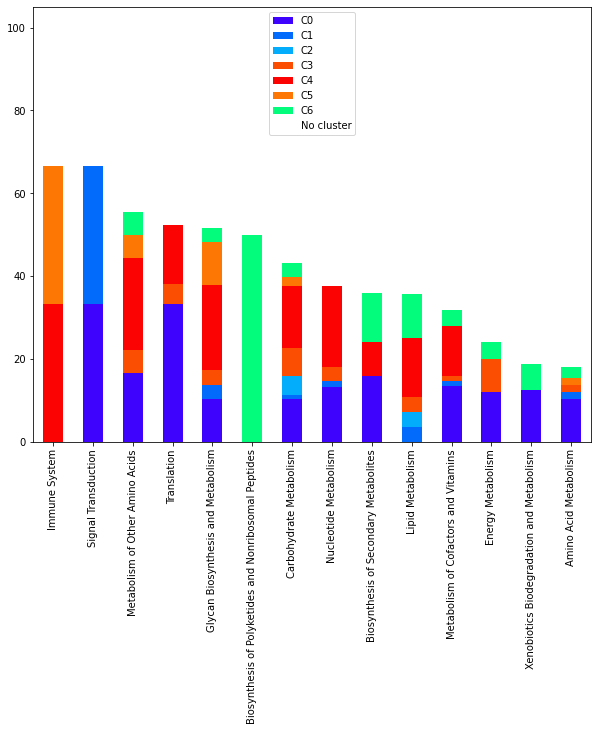 C0
C1
C2
C3
C4
C5
C6
No cluster
100
80
60
40
20
0
Immune System
Signal Transduction
Metabolism of Other Amino Acids
Translation
Glycan Biosynthesis and Metabolism
Biosynthesis of Polyketides and Nonribosomal Peptides
Carbohydrate Metabolism
Nucleotide Metabolism
Biosynthesis of Secondary Metabolites
Lipid Metabolism
Metabolism of Cofactors and Vitamins
Energy Metabolism
Xenobiotics Biodegradation and Metabolism
Amino Acid Metabolism